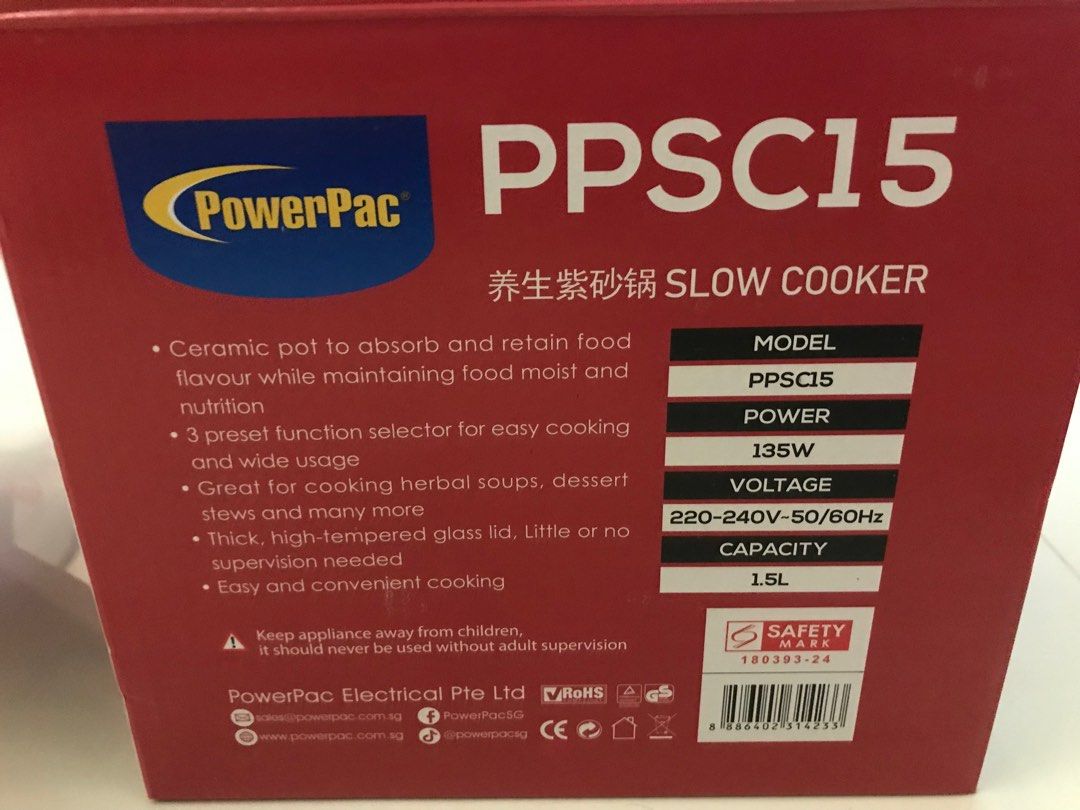 PowerPac®
PPSC15
养生紫砂锅 SLOW COOKER
• Ceramic pot to absorb and retain food
flavour while maintaining food moist and
nutrition
• 3 preset function selector for easy cooking
and wide usage
• Great for cooking herbal soups, dessert
stews and many more
• Thick, high-tempered glass lid, Little or no
supervision needed
• Easy and convenient cooking
MODEL
PPSC15
POWER
135W
VOLTAGE
220-240V~50/60Hz
CAPACITY
1.5L
Keep appliance away from children,
it should never be used without adult supervision
SAFETY
MARK
180393-24
PowerPac Electrical Pte Ltd
sales@powerpac.com.sg
PowerPacSG
www.powerpac.com.sg
@powerpacsg
RoHS
GS
CE
8 886402 314233